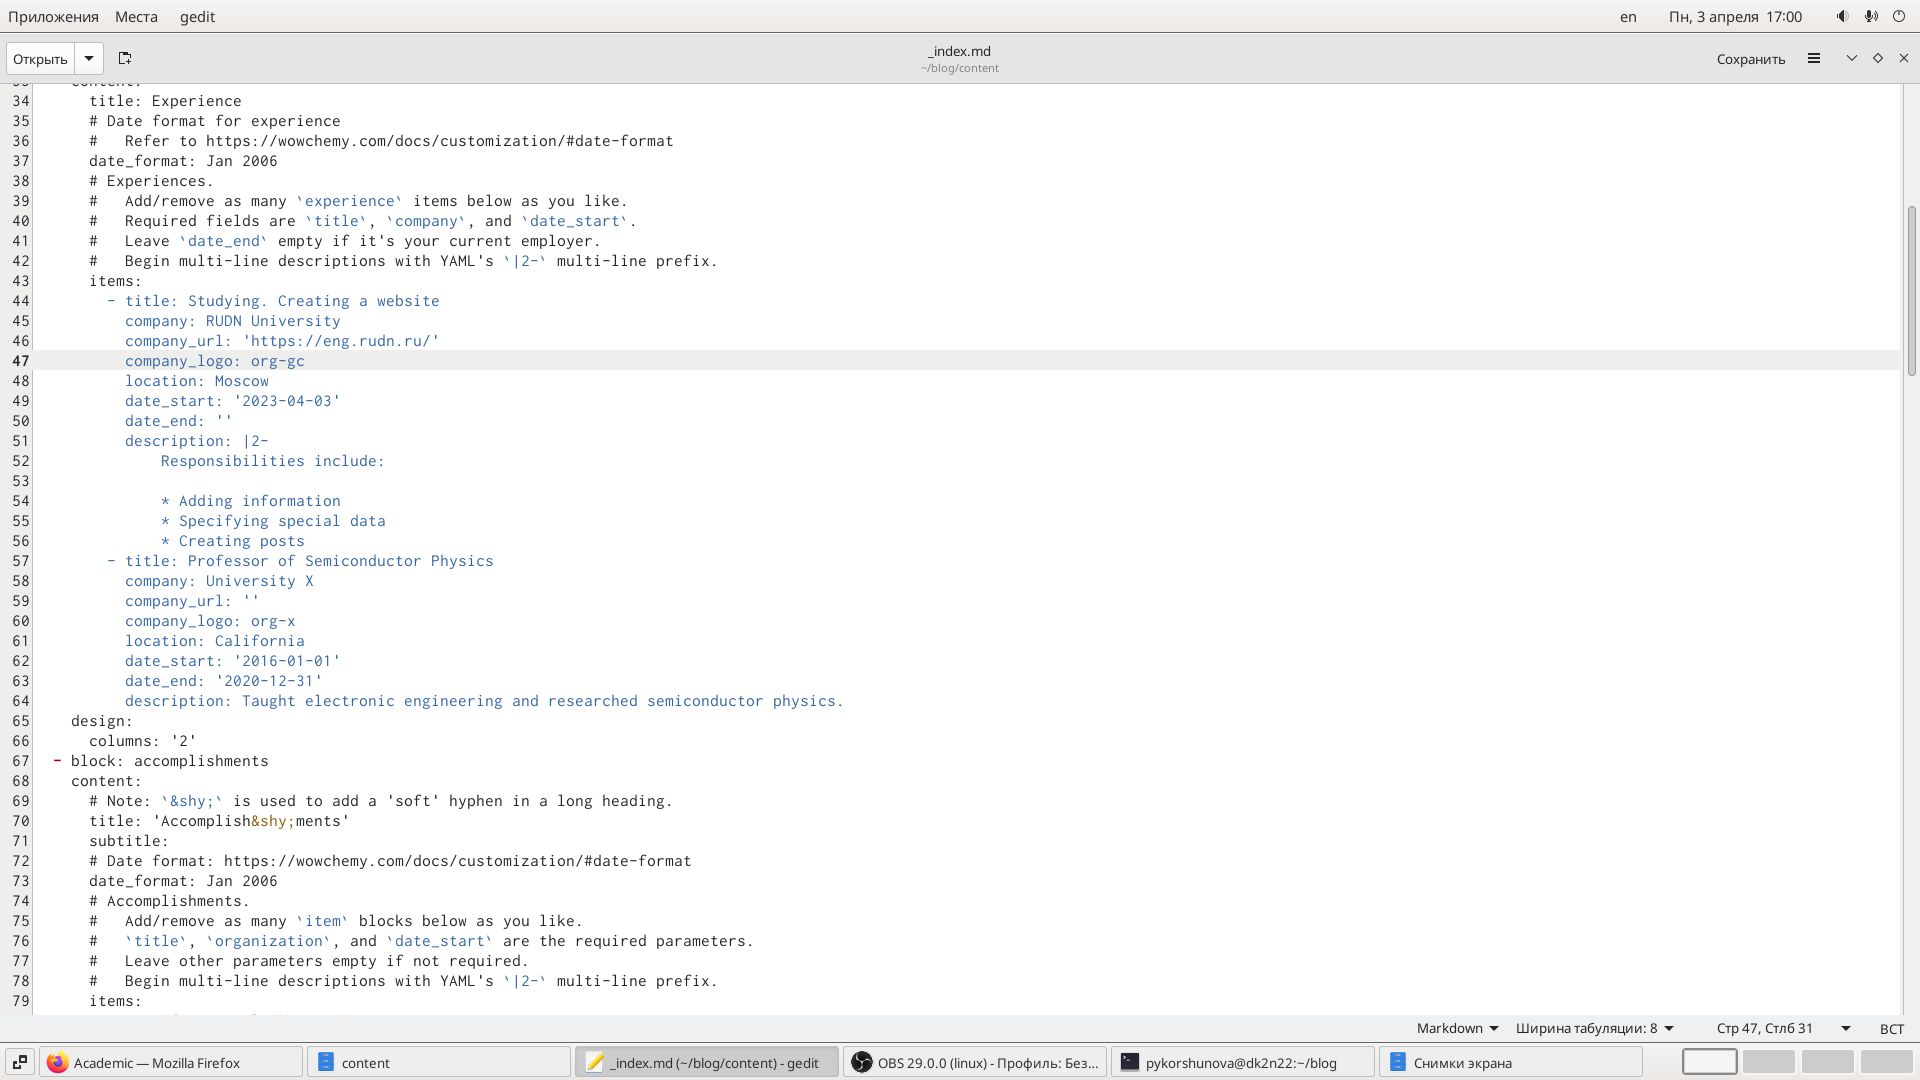 Приложения Места gedit en Пн, 3 апреля 17:00
Открыть _index.md Сохранить
~/blog/content
34 title: Experience
35 # Date format for experience
36 #   Refer to https://wowchemy.com/docs/customization/#date-format
37 date_format: Jan 2006
38 # Experiences.
39 #   Add/remove as many `experience` items below as you like.
40 #   Required fields are `title`, `company`, and `date_start`.
41 #   Leave `date_end` empty if it's your current employer.
42 #   Begin multi-line descriptions with YAML's `|2-` multi-line prefix.
43 items:
44 - title: Studying. Creating a website
45 company: RUDN University
46 company_url: 'https://eng.rudn.ru/'
47 company_logo: org-gc
48 location: Moscow
49 date_start: '2023-04-03'
50 date_end: ''
51 description: |2-
52 Responsibilities include:
53
54 * Adding information
55 * Specifying special data
56 * Creating posts
57 - title: Professor of Semiconductor Physics
58 company: University X
59 company_url: ''
60 company_logo: org-x
61 location: California
62 date_start: '2016-01-01'
63 date_end: '2020-12-31'
64 description: Taught electronic engineering and researched semiconductor physics.
65 design:
66 columns: '2'
67 - block: accomplishments
68 content:
69 # Note: `&shy;` is used to add a 'soft' hyphen in a long heading.
70 title: 'Accomplish&shy;ments'
71 subtitle:
72 # Date format: https://wowchemy.com/docs/customization/#date-format
73 date_format: Jan 2006
74 # Accomplishments.
75 #   Add/remove as many `item` blocks below as you like.
76 #   `title`, `organization`, and `date_start` are the required parameters.
77 #   Leave other parameters empty if not required.
78 #   Begin multi-line descriptions with YAML's `|2-` multi-line prefix.
79 items:
Markdown Ширина табуляции: 8 Стр 47, Стлб 31 ВСТ
Academic — Mozilla Firefox content _index.md (~/blog/content) - gedit OBS 29.0.0 (linux) - Профиль: Без... pykorshunova@dk2n22:~/blog Снимки экрана